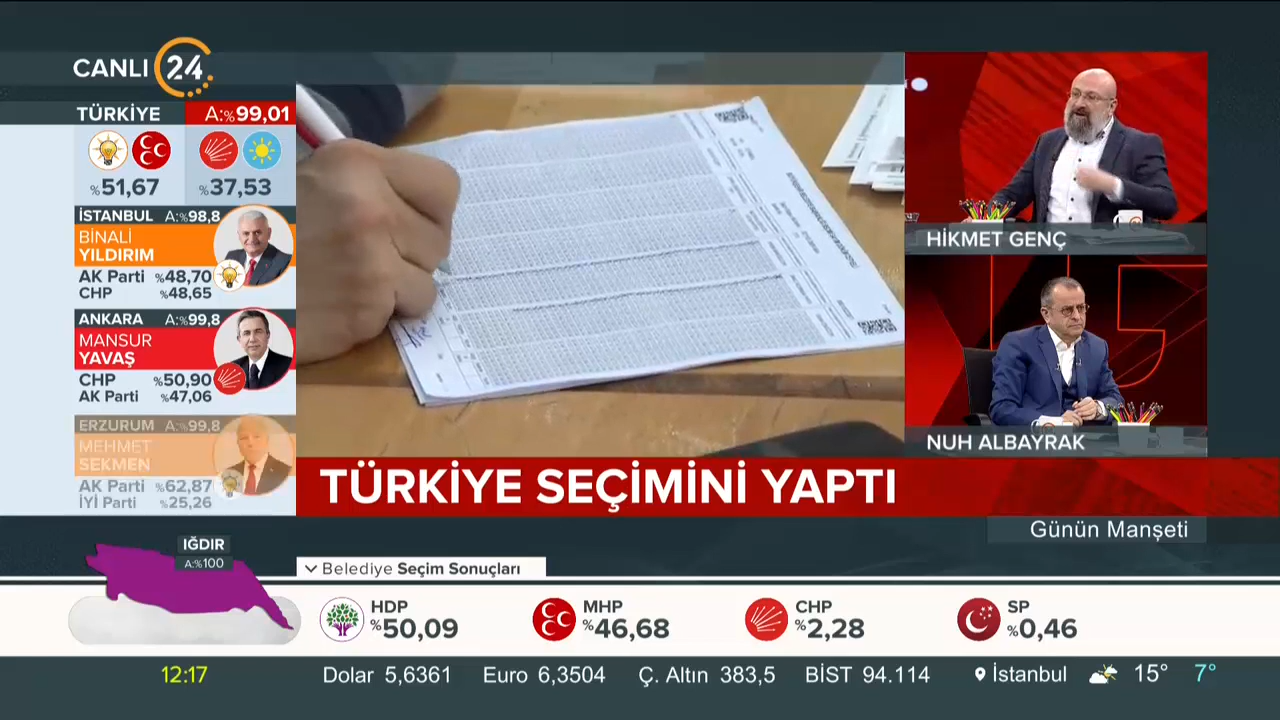 CANLI 24
TÜRKİYE A:%99,01
%51,67 %37,53
İSTANBUL A:%98,8
BİNALİ
YILDIRIM
AK Parti %48,70
CHP %48,65
ANKARA A:%99,8
MANSUR
YAVAŞ
CHP %50,90
AK Parti %47,06
ERZURUM A:%99,8
MEHMET
SEKMEN
AK Parti %62,87
İYİ Parti %25,26
HİKMET GENÇ
NUH ALBAYRAK
TÜRKİYE SEÇİMİNİ YAPTI
Günün Manşeti
IĞDIR
A:%100
Belediye Seçim Sonuçları
HDP
%50,09
MHP
%46,68
CHP
%2,28
SP
%0,46
12:17 Dolar 5,6361 Euro 6,3504 Ç. Altın 383,5 BİST 94.114 İstanbul 15° 7°